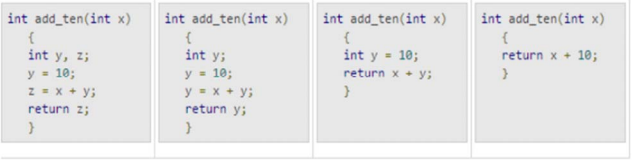 int add_ten(int x)
{
int y, z;
y = 10;
z = x + y;
return z;
}
int add_ten(int x)
{
int y;
y = 10;
y = x + y;
return y;
}
int add_ten(int x)
{
int y = 10;
return x + y;
}
int add_ten(int x)
{
return x + 10;
}